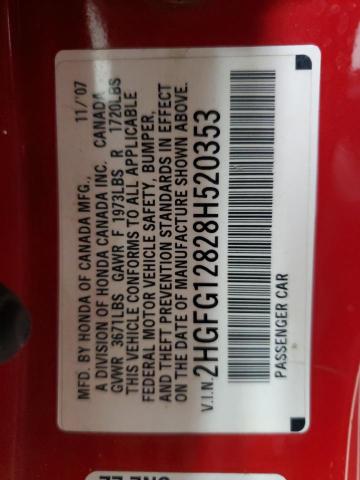 MFD. BY HONDA OF CANADA MFG., 11/'07
A DIVISION OF HONDA CANADA INC. CANADA
GVWR 3671LBS GAWR F 1973LBS R 1720LBS
THIS VEHICLE CONFORMS TO ALL APPLICABLE
FEDERAL MOTOR VEHICLE SAFETY, BUMPER,
AND THEFT PREVENTION STANDARDS IN EFFECT
ON THE DATE OF MANUFACTURE SHOWN ABOVE.
V.I.N. 2HGFG12828H520353
PASSENGER CAR